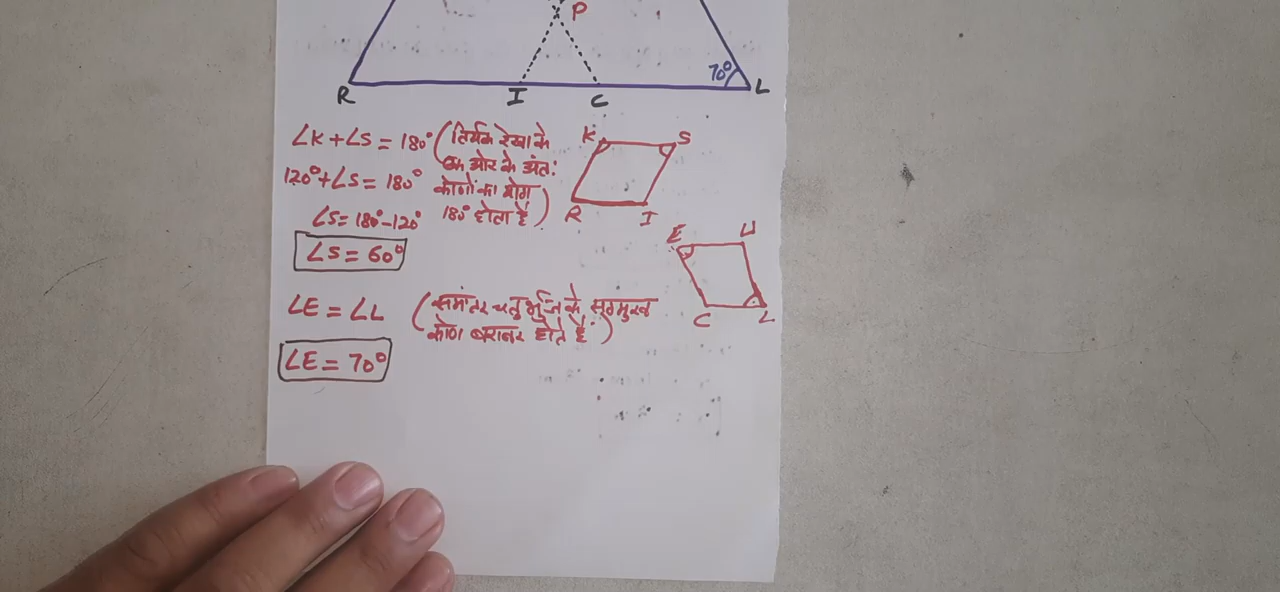 P
70°
R I C L
∠K+∠S = 180° (तिर्यक रेखा के
एक ओर के अंतः
120°+∠S = 180° कोणों का योग
∠S = 180°-120° 180° होता है)
∠S = 60°
K S
R I
E U
C L
∠E = ∠L (समांतर चतुर्भुज के सम्मुख
कोण बराबर होते हैं)
∠E = 70°